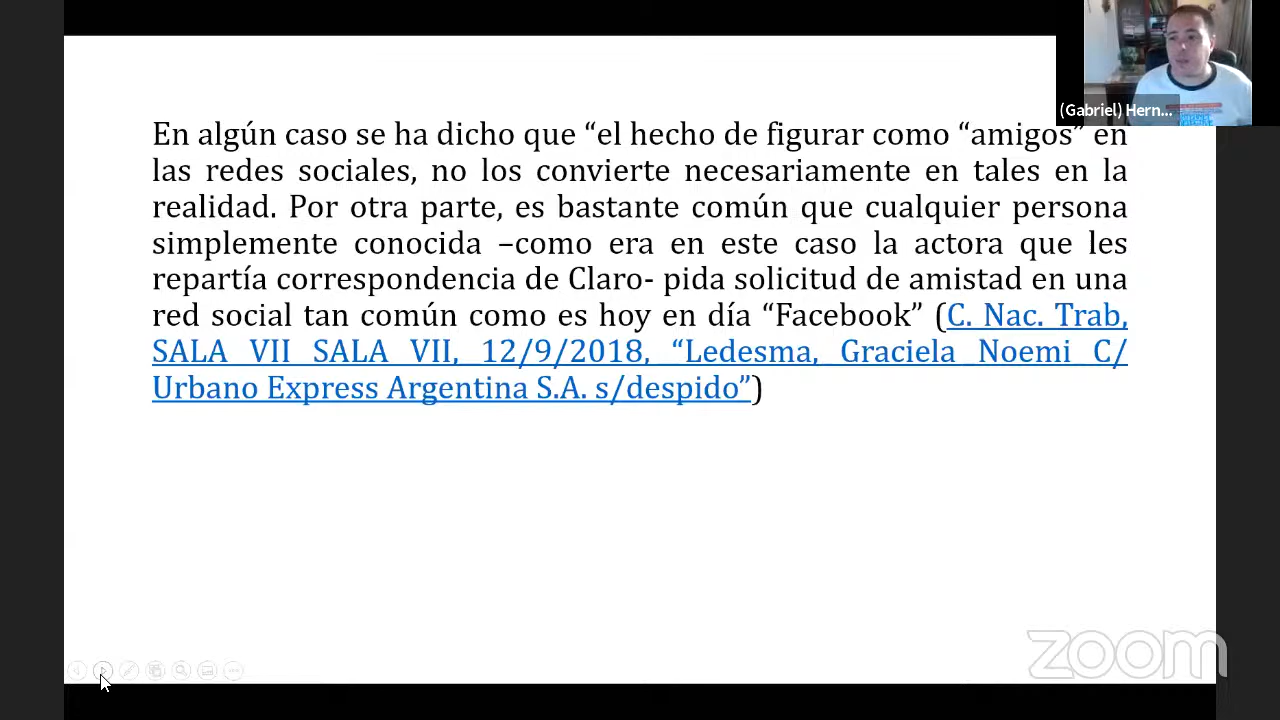 (Gabriel) Hern...
En algún caso se ha dicho que “el hecho de figurar como “amigos” en
las redes sociales, no los convierte necesariamente en tales en la
realidad. Por otra parte, es bastante común que cualquier persona
simplemente conocida –como era en este caso la actora que les
repartía correspondencia de Claro- pida solicitud de amistad en una
red social tan común como es hoy en día “Facebook” (C. Nac. Trab,
SALA VII SALA VII, 12/9/2018, “Ledesma, Graciela Noemi C/
Urbano Express Argentina S.A. s/despido”)
zoom